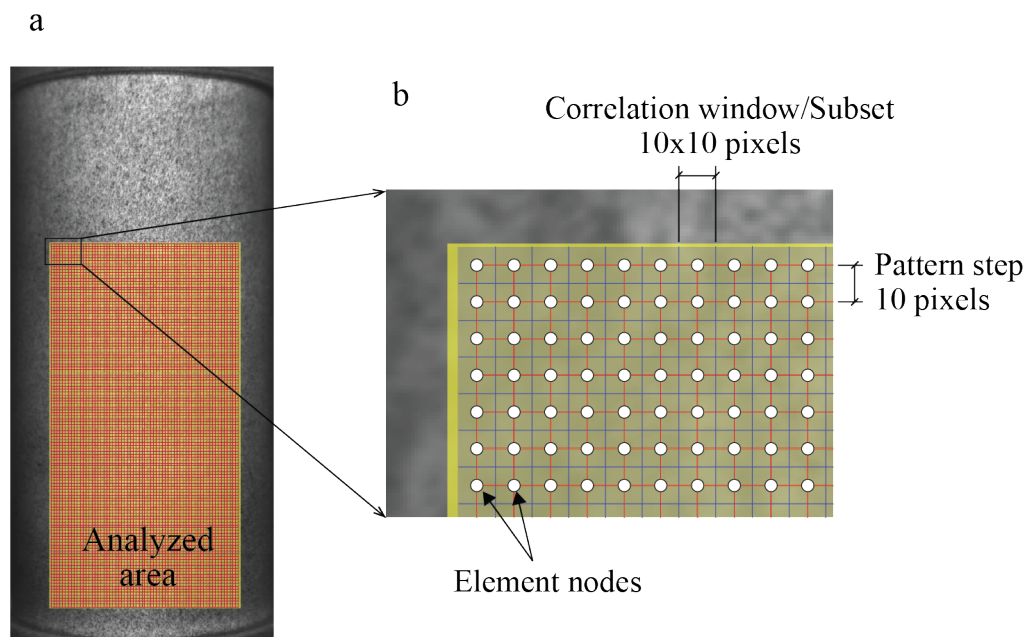 a
b
Correlation window/Subset
10x10 pixels
Pattern step
10 pixels
Analyzed
area
Element nodes